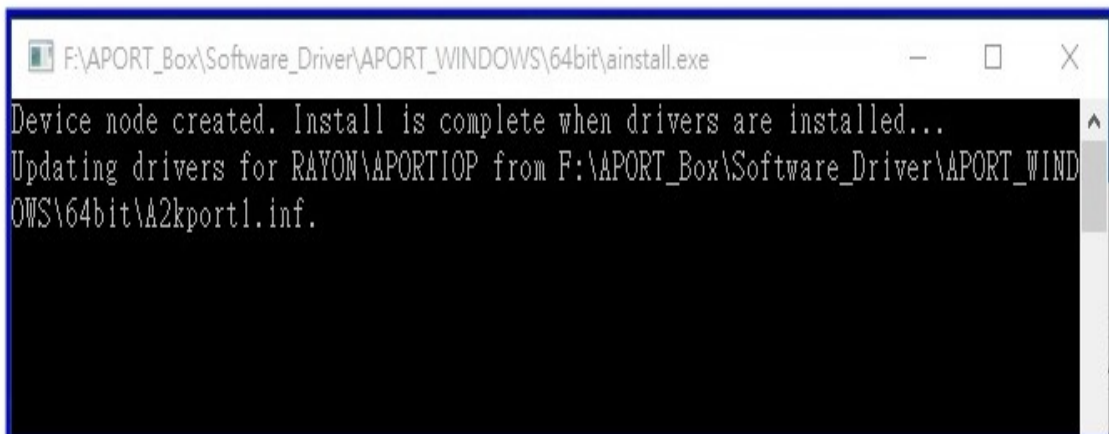 F:\APORT_Box\Software_Driver\APORT_WINDOWS\64bit\ainstall.exe
Device node created. Install is complete when drivers are installed...
Updating drivers for RAYON\APORTIOP from F:\APORT_Box\Software_Driver\APORT_WIND
OWS\64bit\A2kport1.inf.